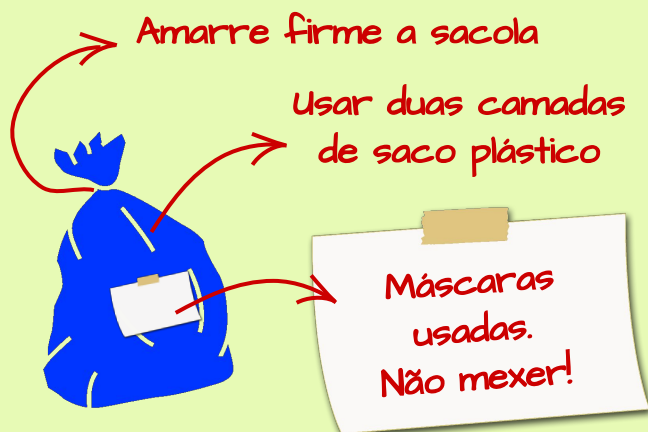 Amarre firme a sacola
Usar duas camadas
de saco plástico
Máscaras
usadas.
Não mexer!